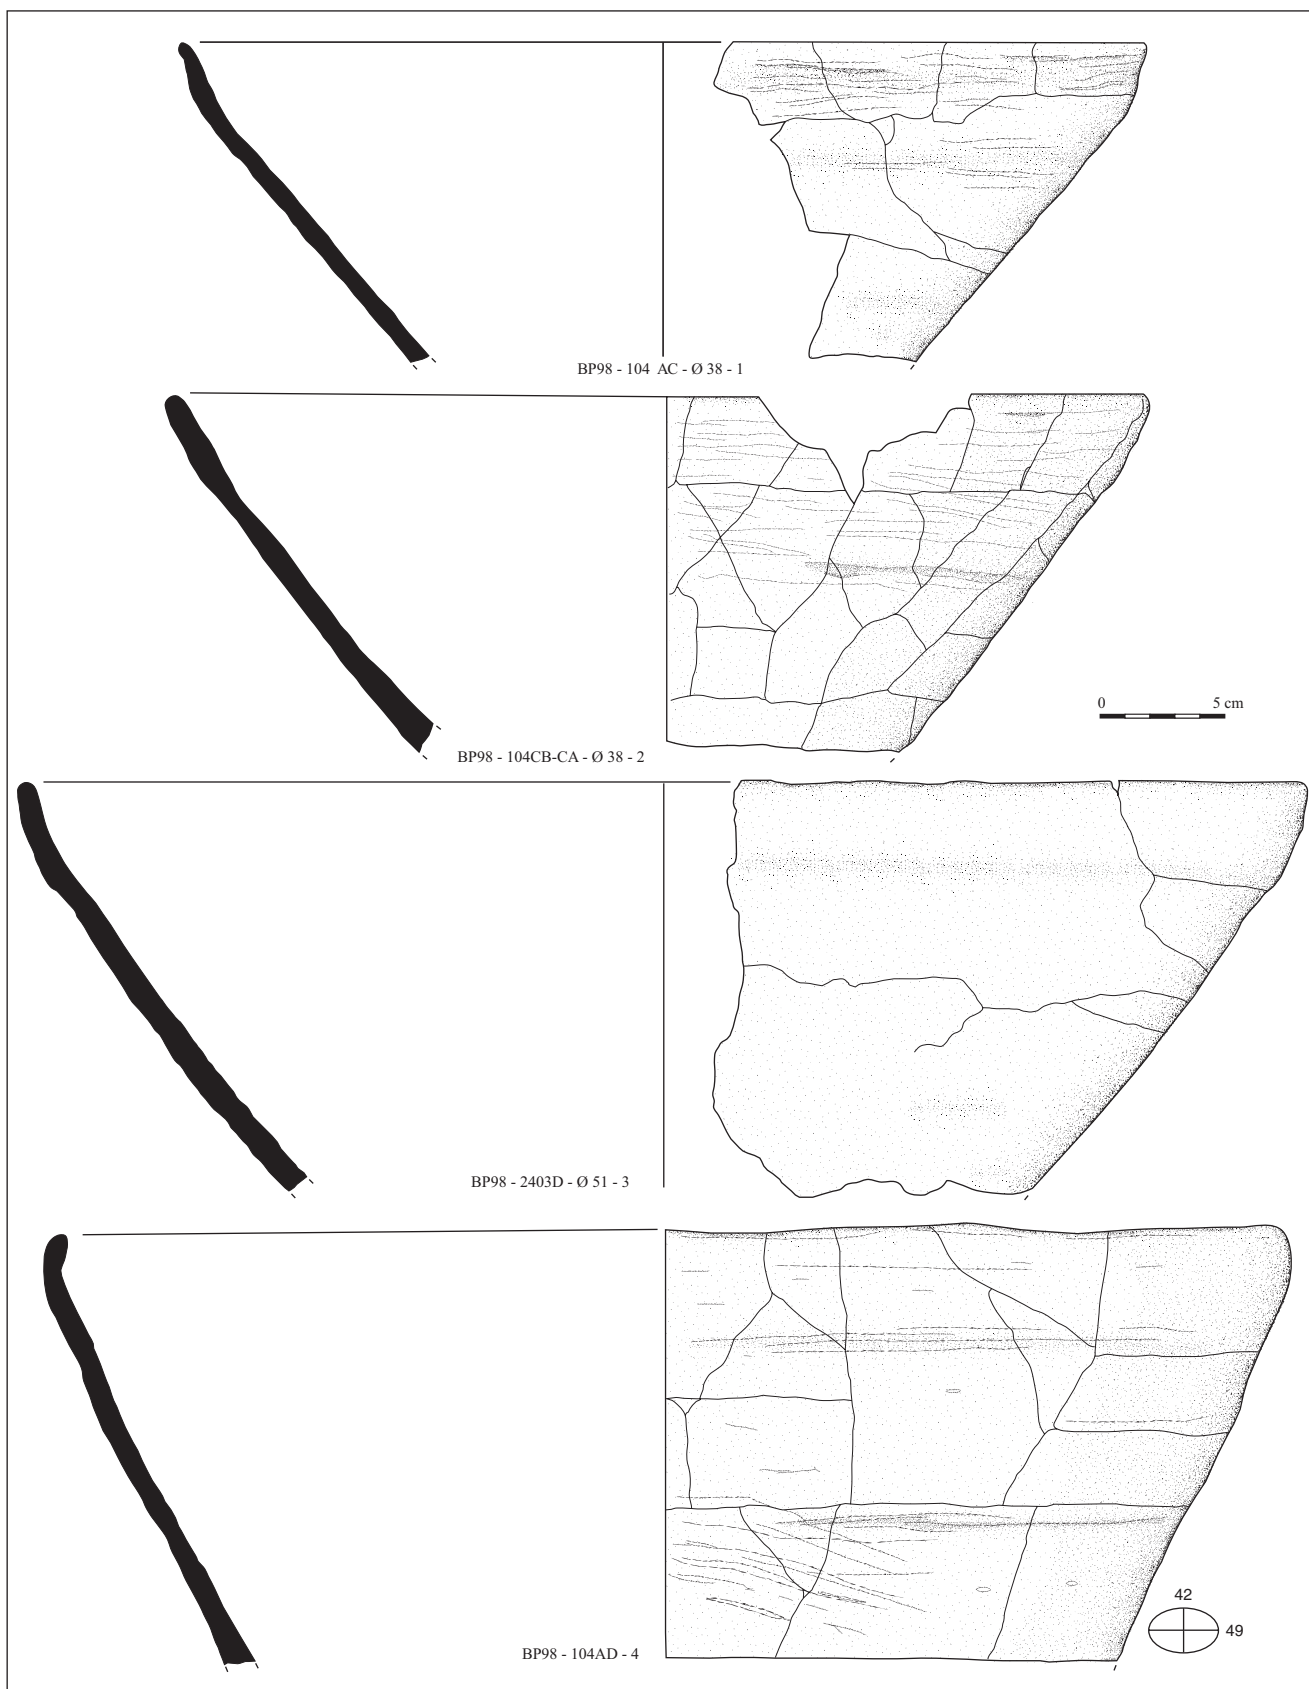 BP98 - 104 AC - Ø 38 - 1
0 5 cm
BP98 - 104CB-CA - Ø 38 - 2
BP98 - 2403D - Ø 51 - 3
42
49
BP98 - 104AD - 4